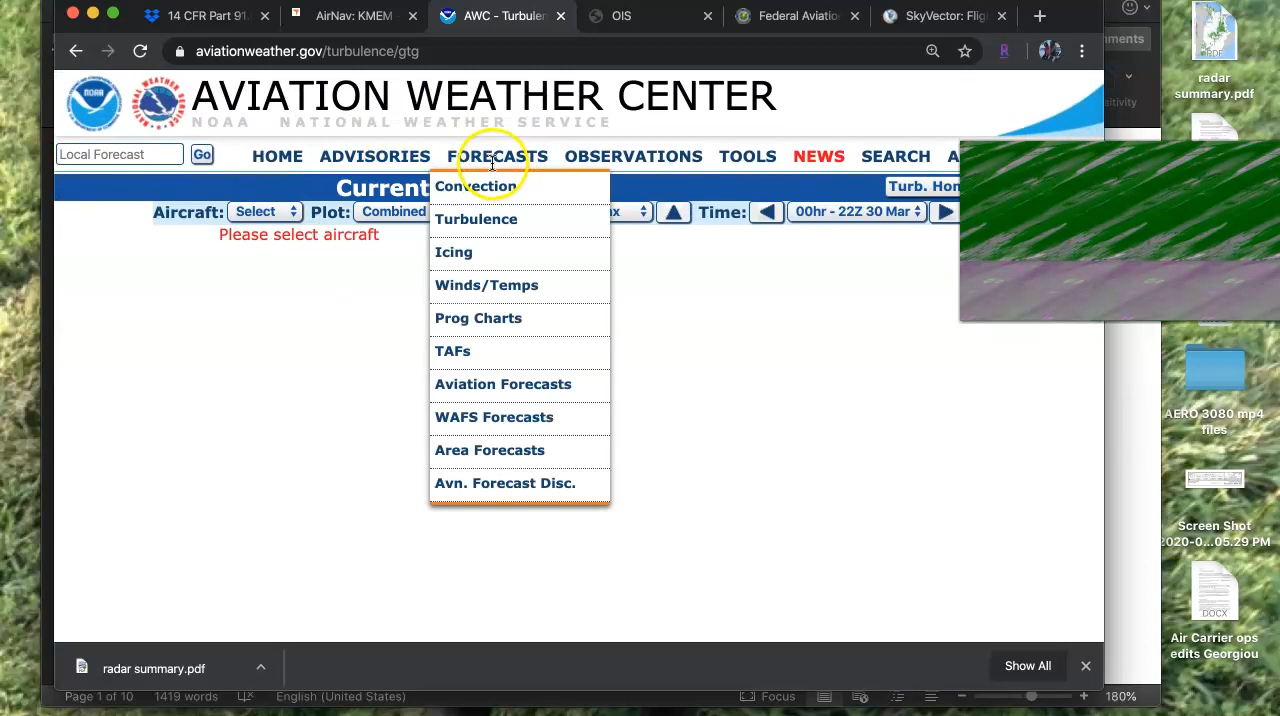 14 CFR Part 91.
AirNav: KMEM
AWC - Turbulen
OIS
Federal Aviatio
SkyVector: Flig
aviationweather.gov/turbulence/gtg
AVIATION WEATHER CENTER
NOAA NATIONAL WEATHER SERVICE
Local Forecast
Go
HOME ADVISORIES FORECASTS OBSERVATIONS TOOLS NEWS SEARCH A
Current
Turb. Hom
Aircraft: Select Plot: Combined x Time: 00hr - 22Z 30 Mar
Please select aircraft
Convection
Turbulence
Icing
Winds/Temps
Prog Charts
TAFs
Aviation Forecasts
WAFS Forecasts
Area Forecasts
Avn. Forecast Disc.
radar summary.pdf
Show All
Page 1 of 10 1419 words English (United States) Focus 180%
mments
sitivity
PDF
radar
summary.pdf
AERO 3080 mp4
files
Screen Shot
2020-0...05.29 PM
DOCX
Air Carrier ops
edits Georgiou